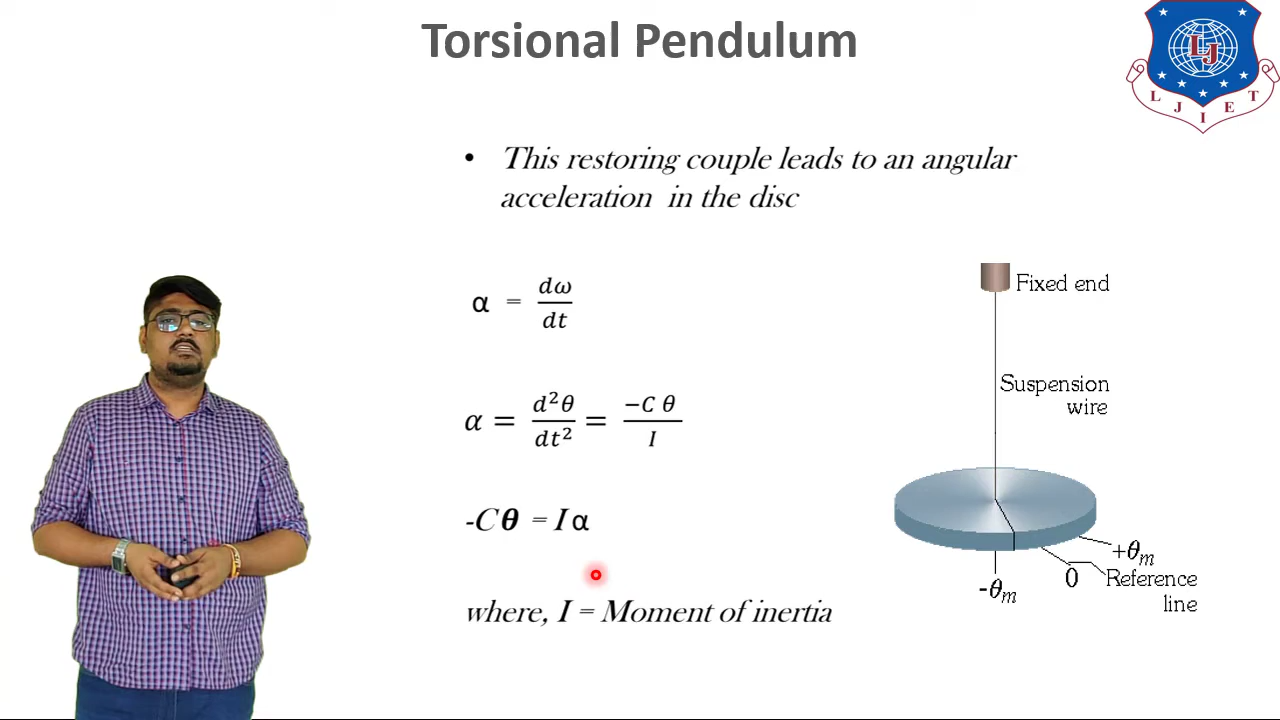 Torsional Pendulum
LJ
L J I E T
• This restoring couple leads to an angular
acceleration in the disc
α = dω/dt
α = d²θ/dt² = −C θ/I
-Cθ = I α
where, I = Moment of inertia
Fixed end
Suspension
wire
+θm
-θm
0
Reference
line